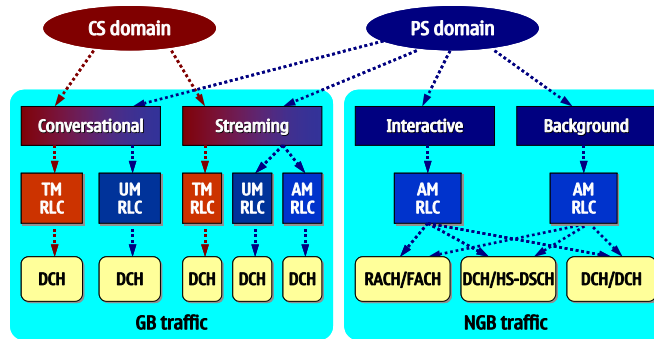 CS domain
PS domain
Conversational
Streaming
Interactive
Background
TM
RLC
UM
RLC
TM
RLC
UM
RLC
AM
RLC
AM
RLC
AM
RLC
DCH
DCH
DCH
DCH
DCH
RACH/FACH
DCH/HS-DSCH
DCH/DCH
GB traffic
NGB traffic